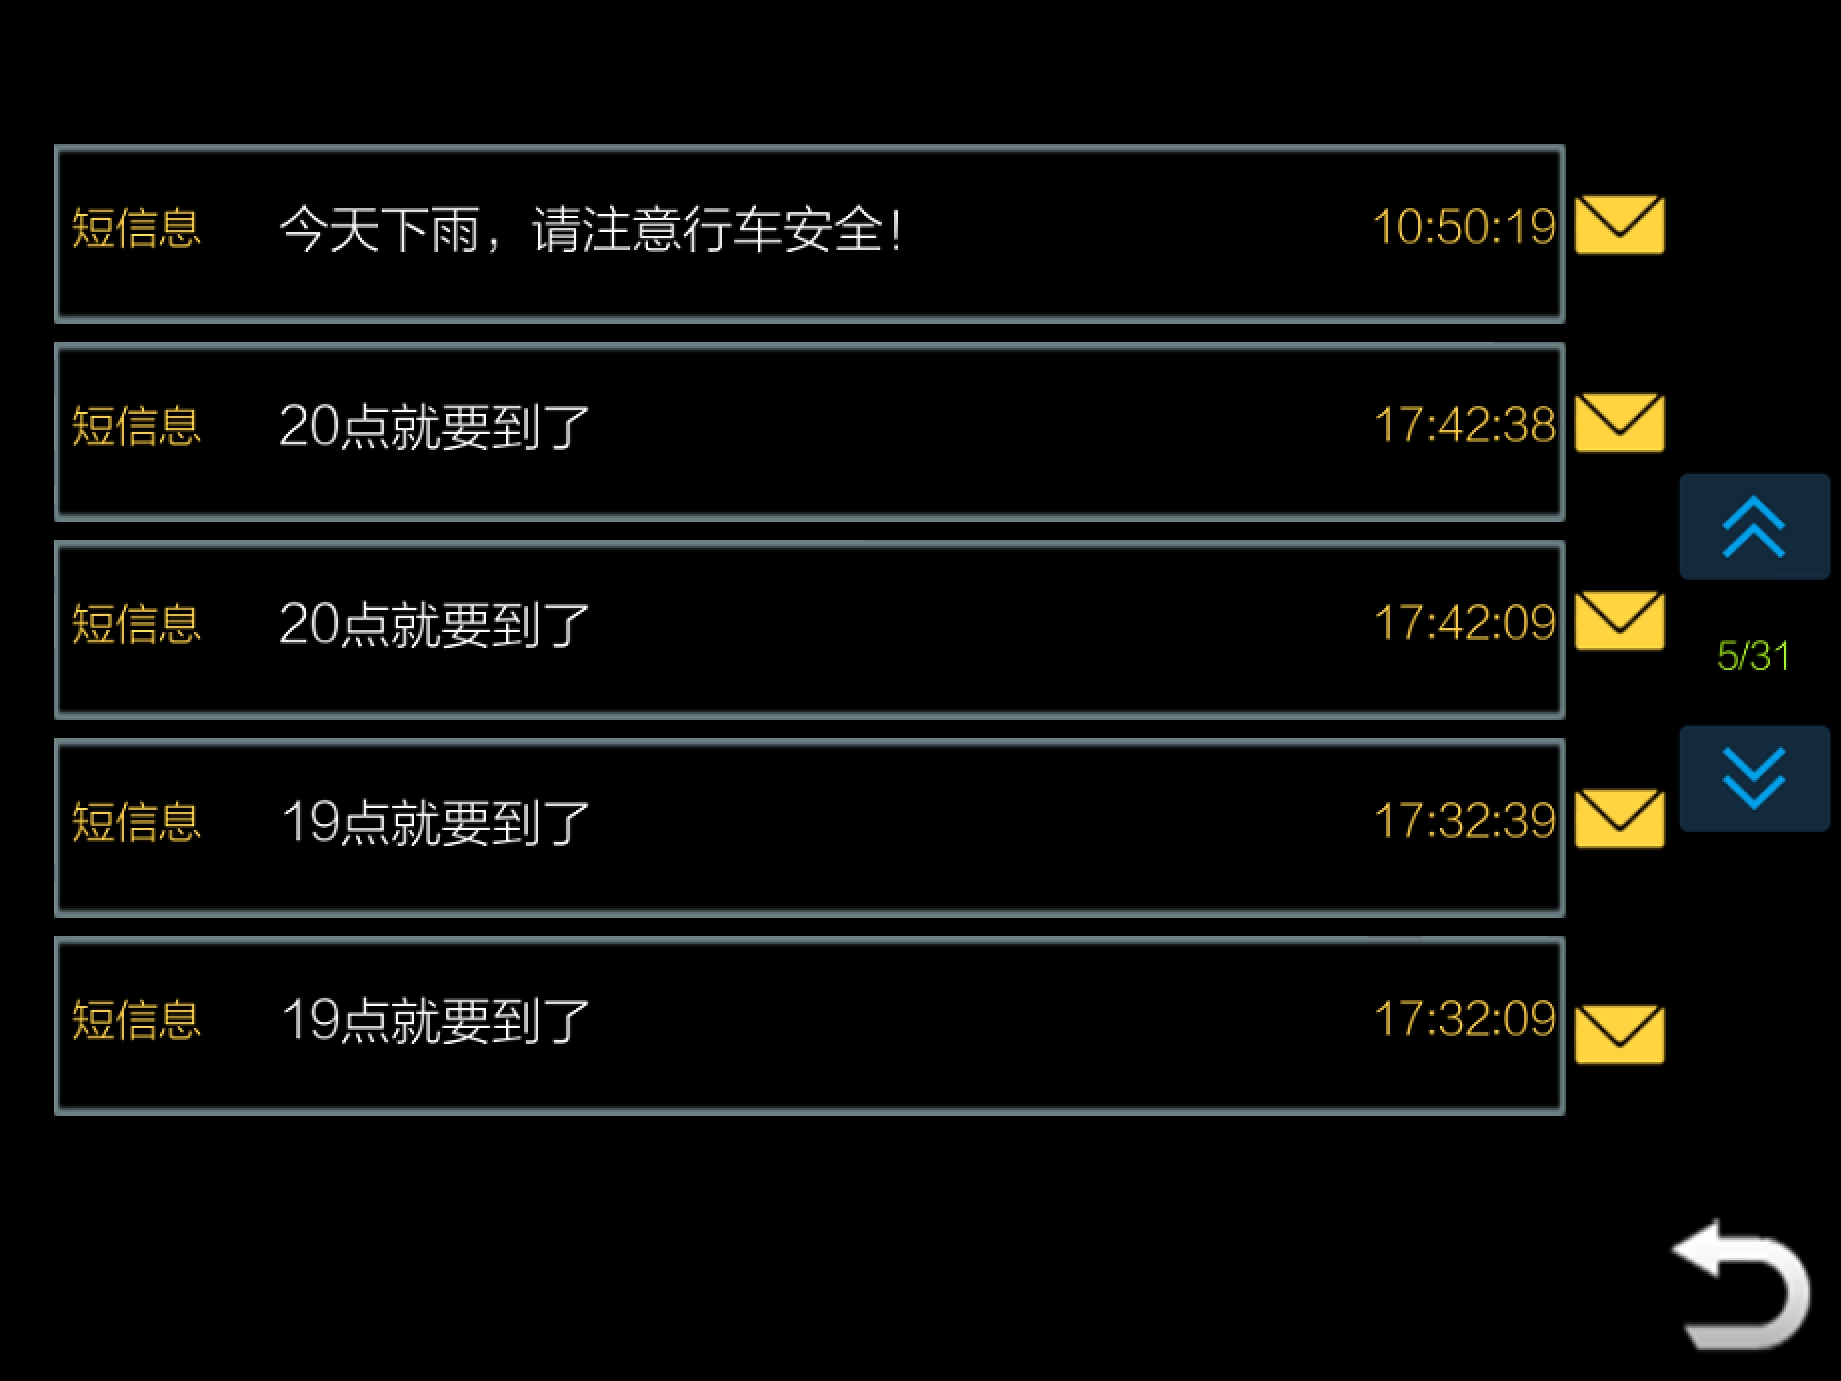 短信息 今天下雨，请注意行车安全！ 10:50:19
短信息 20点就要到了 17:42:38
短信息 20点就要到了 17:42:09
5/31
短信息 19点就要到了 17:32:39
短信息 19点就要到了 17:32:09